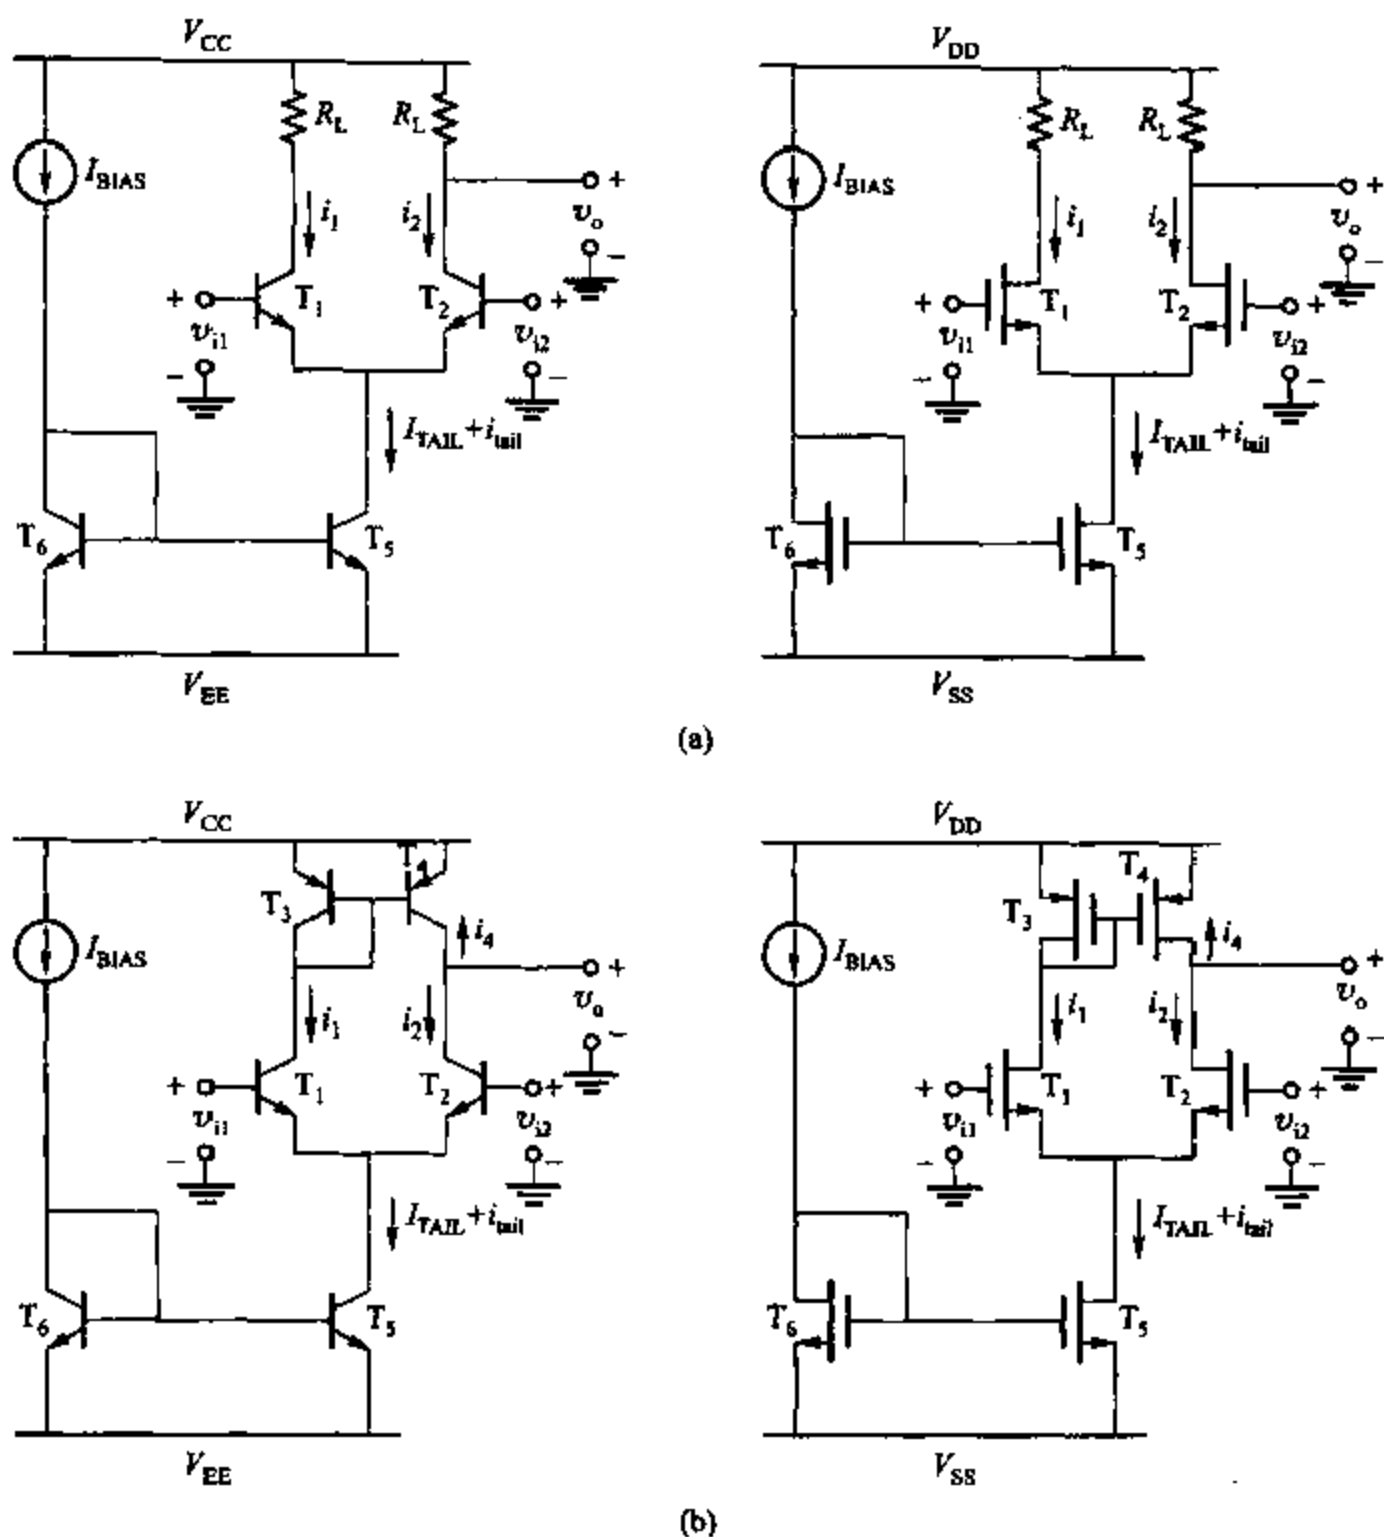 V_CC
R_L R_L
I_BIAS
i_1 i_2
+ v_o −
+ v_i1 −
T_1 T_2
+ v_i2 −
I_TAIL + i_tail
T_6 T_5
V_EE
V_DD
R_L R_L
I_BIAS
i_1 i_2
+ v_o −
+ v_i1 −
T_1 T_2
+ v_i2 −
I_TAIL + i_tail
T_6 T_5
V_SS
(a)
V_CC
T_3
i_4
I_BIAS
i_1 i_2
+ v_o −
+ v_i1 −
T_1 T_2
+ v_i2 −
I_TAIL + i_tail
T_6 T_5
V_EE
V_DD
T_3 T_4
i_4
I_BIAS
i_1 i_2
+ v_o −
+ v_i1 −
T_1 T_2
+ v_i2 −
I_TAIL + i_tail
T_6 T_5
V_SS
(b)